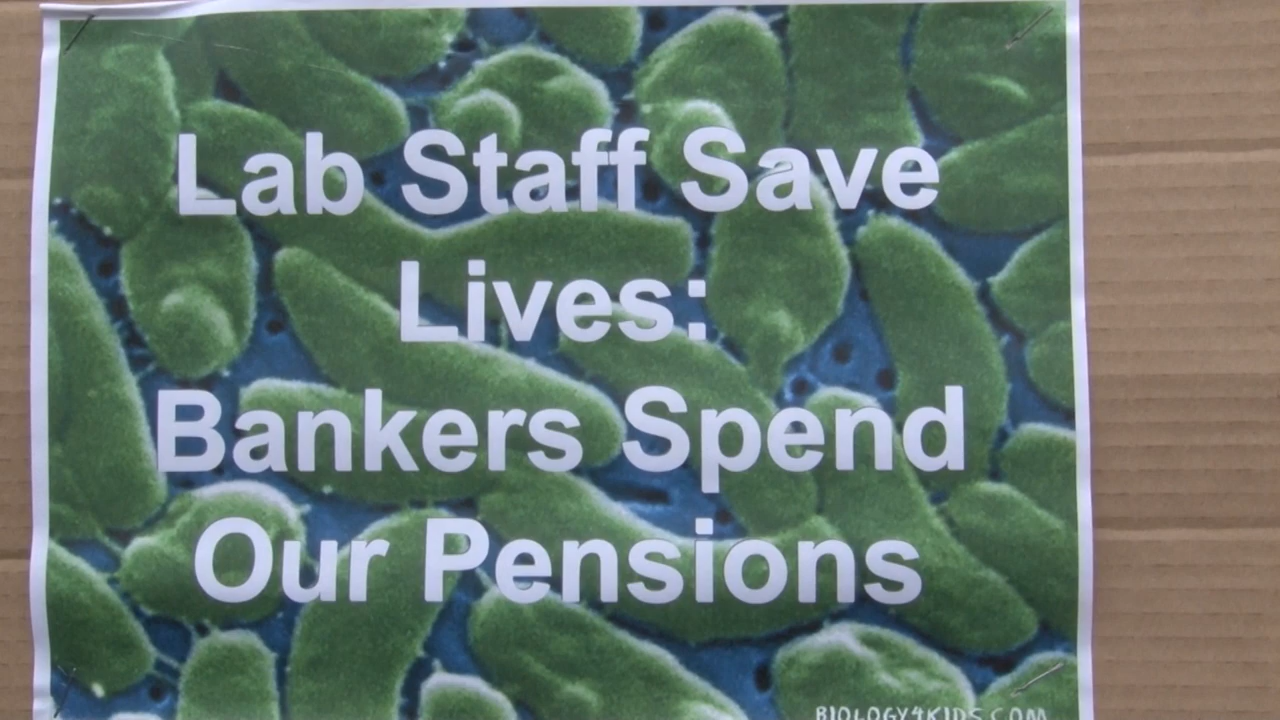 Lab Staff Save
Lives:
Bankers Spend
Our Pensions
BIOLOGY4KIDS.COM